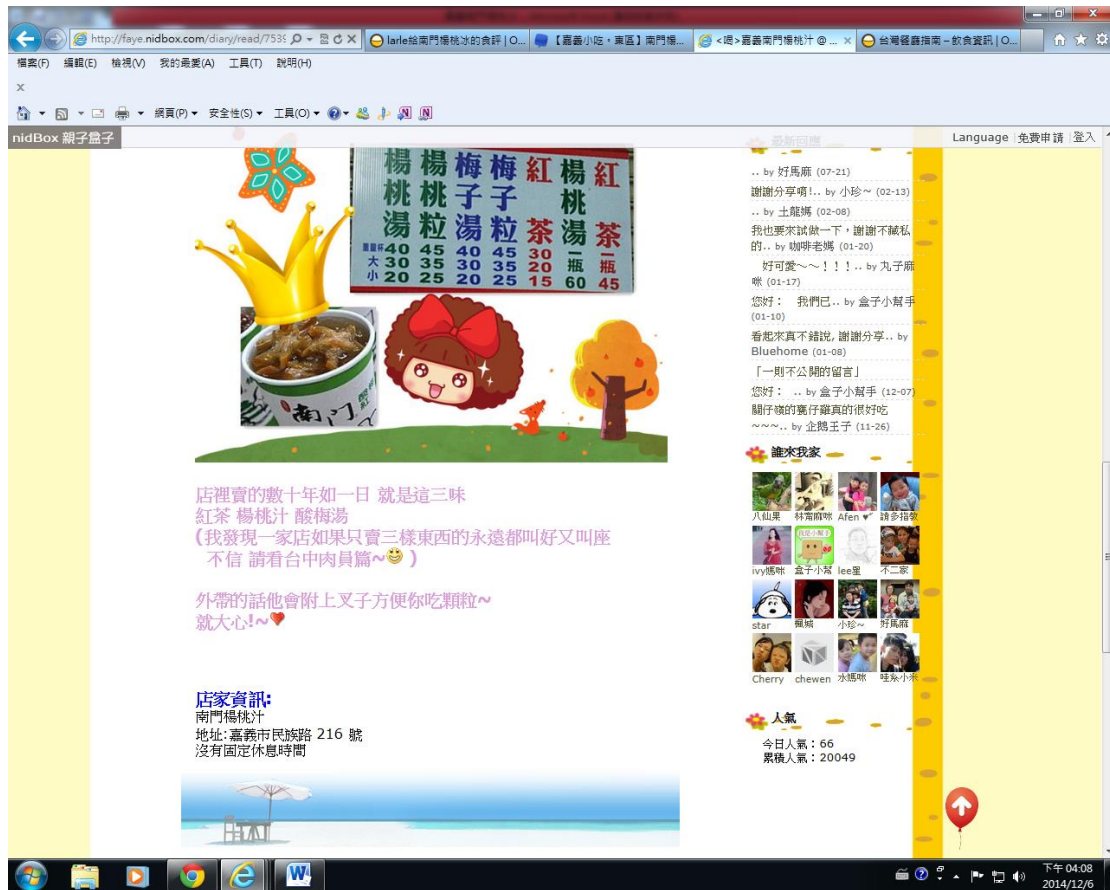 http://faye.nidbox.com/diary/read/7539
larle給南門楊桃冰的食評 | O...
【嘉義小吃‧東區】南門楊...
<喝>嘉義南門楊桃汁 @ ...
台灣餐廳指南 – 飲食資訊 | O...
檔案(F) 編輯(E) 檢視(V) 我的最愛(A) 工具(T) 說明(H)
x
網頁(P) 安全性(S) 工具(O)
nidBox 親子盒子
Language 免費申請 登入
楊桃湯 楊桃粒 梅子湯 梅子粒 紅茶 楊桃湯一瓶 紅茶一瓶
40 45 40 45 30
大 30 35 30 35 20
小 20 25 20 25 15 60 45
南门
店裡賣的數十年如一日 就是這三味
紅茶 楊桃汁 酸梅湯
(我發現一家店如果只賣三樣東西的永遠都叫好又叫座
不信 請看台中肉員篇~ )
外帶的話他會附上叉子方便你吃顆粒~
就大心!~
店家資訊:
南門楊桃汁
地址:嘉義市民族路 216 號
沒有固定休息時間
最新回應
.. by 好馬麻 (07-21)
謝謝分享唷!.. by 小珍~ (02-13)
.. by 土龍媽 (02-08)
我也要來試做一下，謝謝不藏私
的.. by 咖啡老媽 (01-20)
好可愛～～！！！.. by 丸子麻
咪 (01-17)
您好： 我們已.. by 盒子小幫手
(01-10)
看起來真不錯說, 謝謝分享.. by
Bluehome (01-08)
「一則不公開的留言」
您好： .. by 盒子小幫手 (12-07)
關仔嶺的甕仔雞真的很好吃
~~~.. by 企鵝王子 (11-26)
誰來我家
八仙果 林齊麻咪 Afen ♥ 請多指教
ivy媽咪 盒子小幫 lee星 不二家
star 楓城 小珍~ 好馬麻
Cherry chewen 水媽咪 哇系小米
人氣
今日人氣：66
累積人氣：20049
下午 04:08
2014/12/6